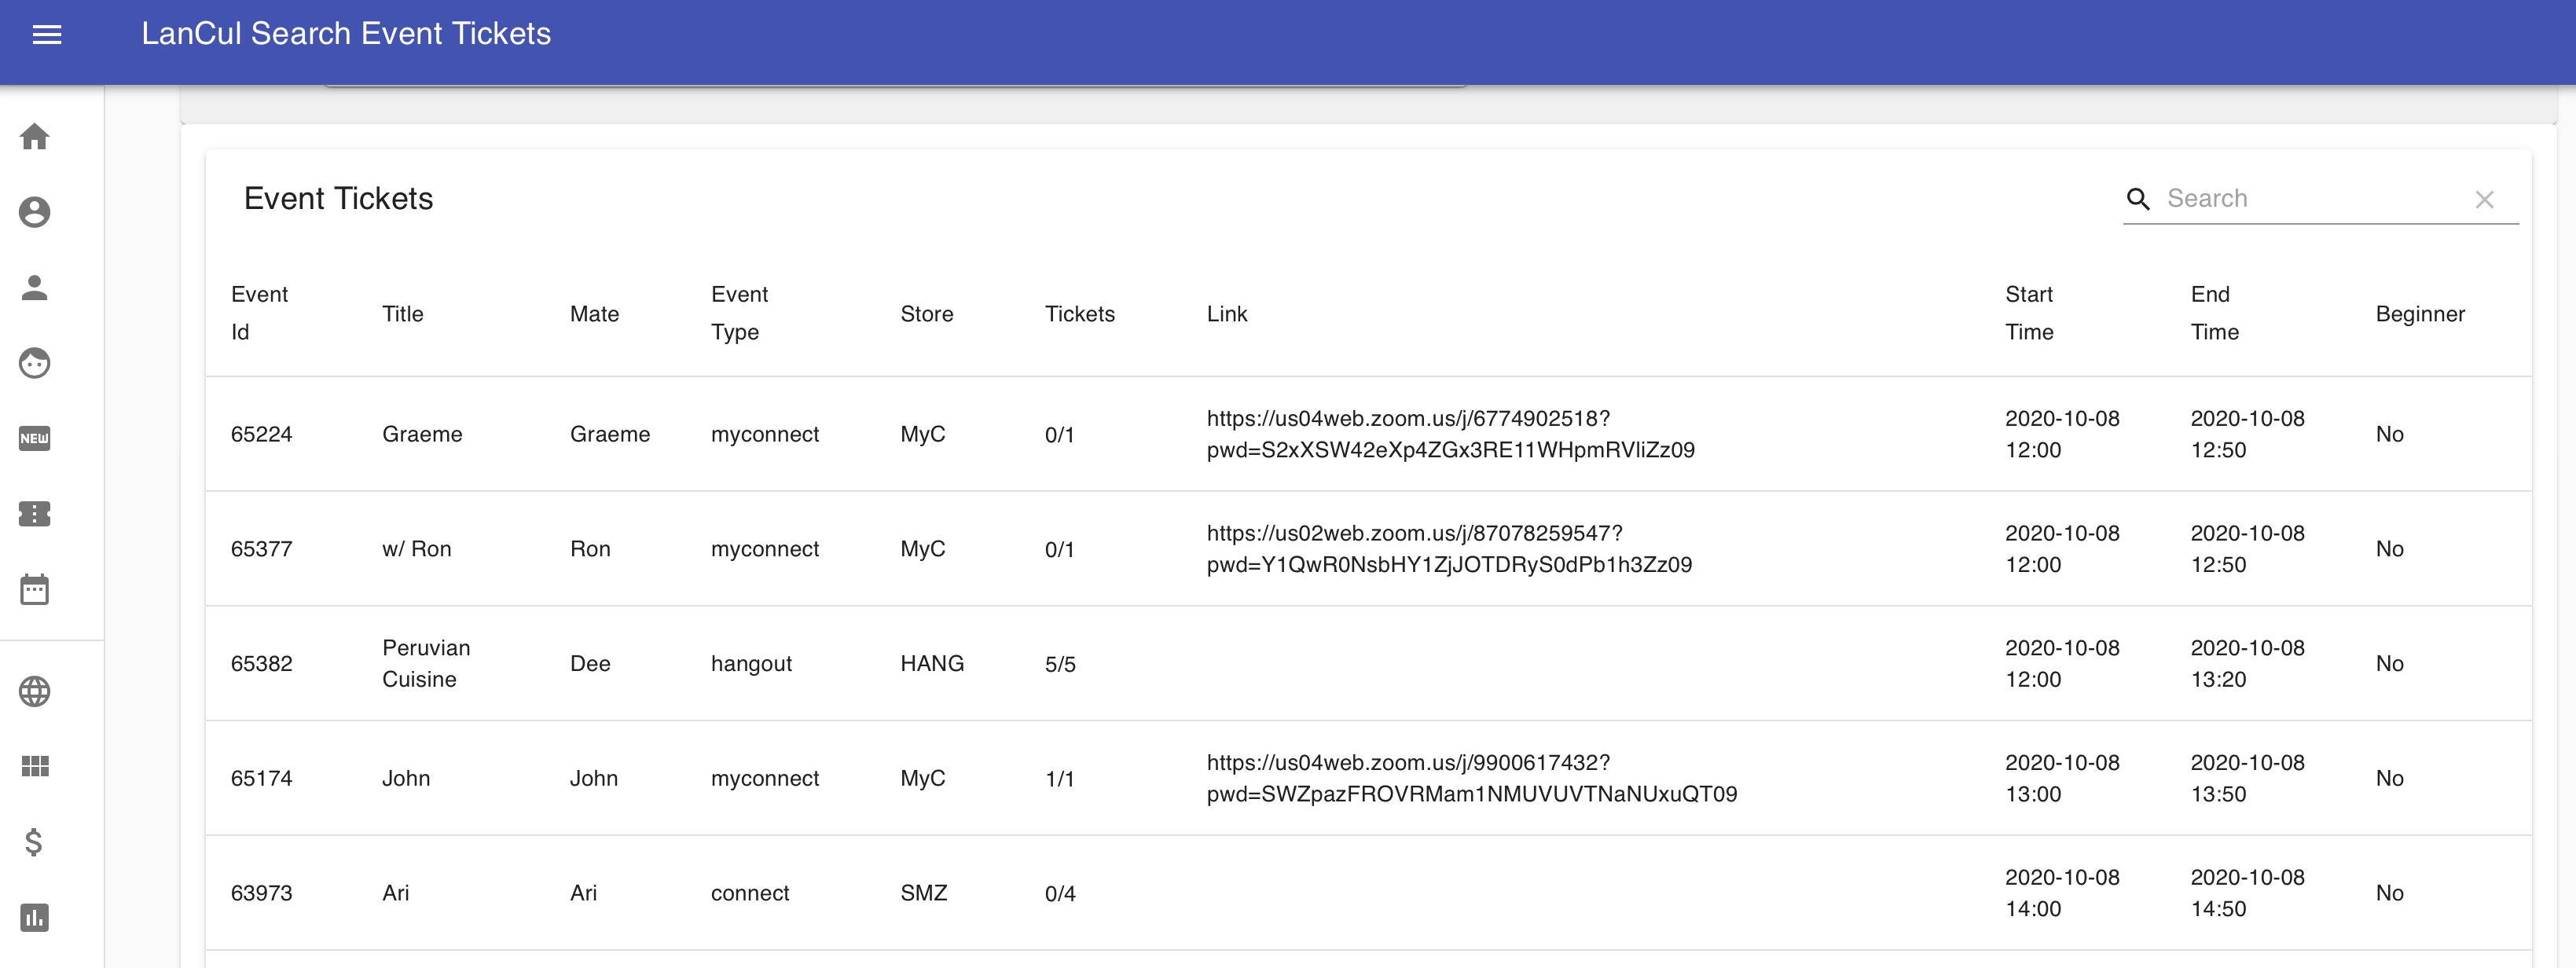 LanCul Search Event Tickets
Event Tickets
Search
Event Id
Title
Mate
Event Type
Store
Tickets
Link
Start Time
End Time
Beginner
65224
Graeme
Graeme
myconnect
MyC
0/1
https://us04web.zoom.us/j/6774902518?
pwd=S2xXSW42eXp4ZGx3RE11WHpmRVliZz09
2020-10-08
12:00
2020-10-08
12:50
No
65377
w/ Ron
Ron
myconnect
MyC
0/1
https://us02web.zoom.us/j/87078259547?
pwd=Y1QwR0NsbHY1ZjJOTDRyS0dPb1h3Zz09
2020-10-08
12:00
2020-10-08
12:50
No
65382
Peruvian
Cuisine
Dee
hangout
HANG
5/5
2020-10-08
12:00
2020-10-08
13:20
No
65174
John
John
myconnect
MyC
1/1
https://us04web.zoom.us/j/9900617432?
pwd=SWZpazFROVRMam1NMUVUVTNaNUxuQT09
2020-10-08
13:00
2020-10-08
13:50
No
63973
Ari
Ari
connect
SMZ
0/4
2020-10-08
14:00
2020-10-08
14:50
No
NEW